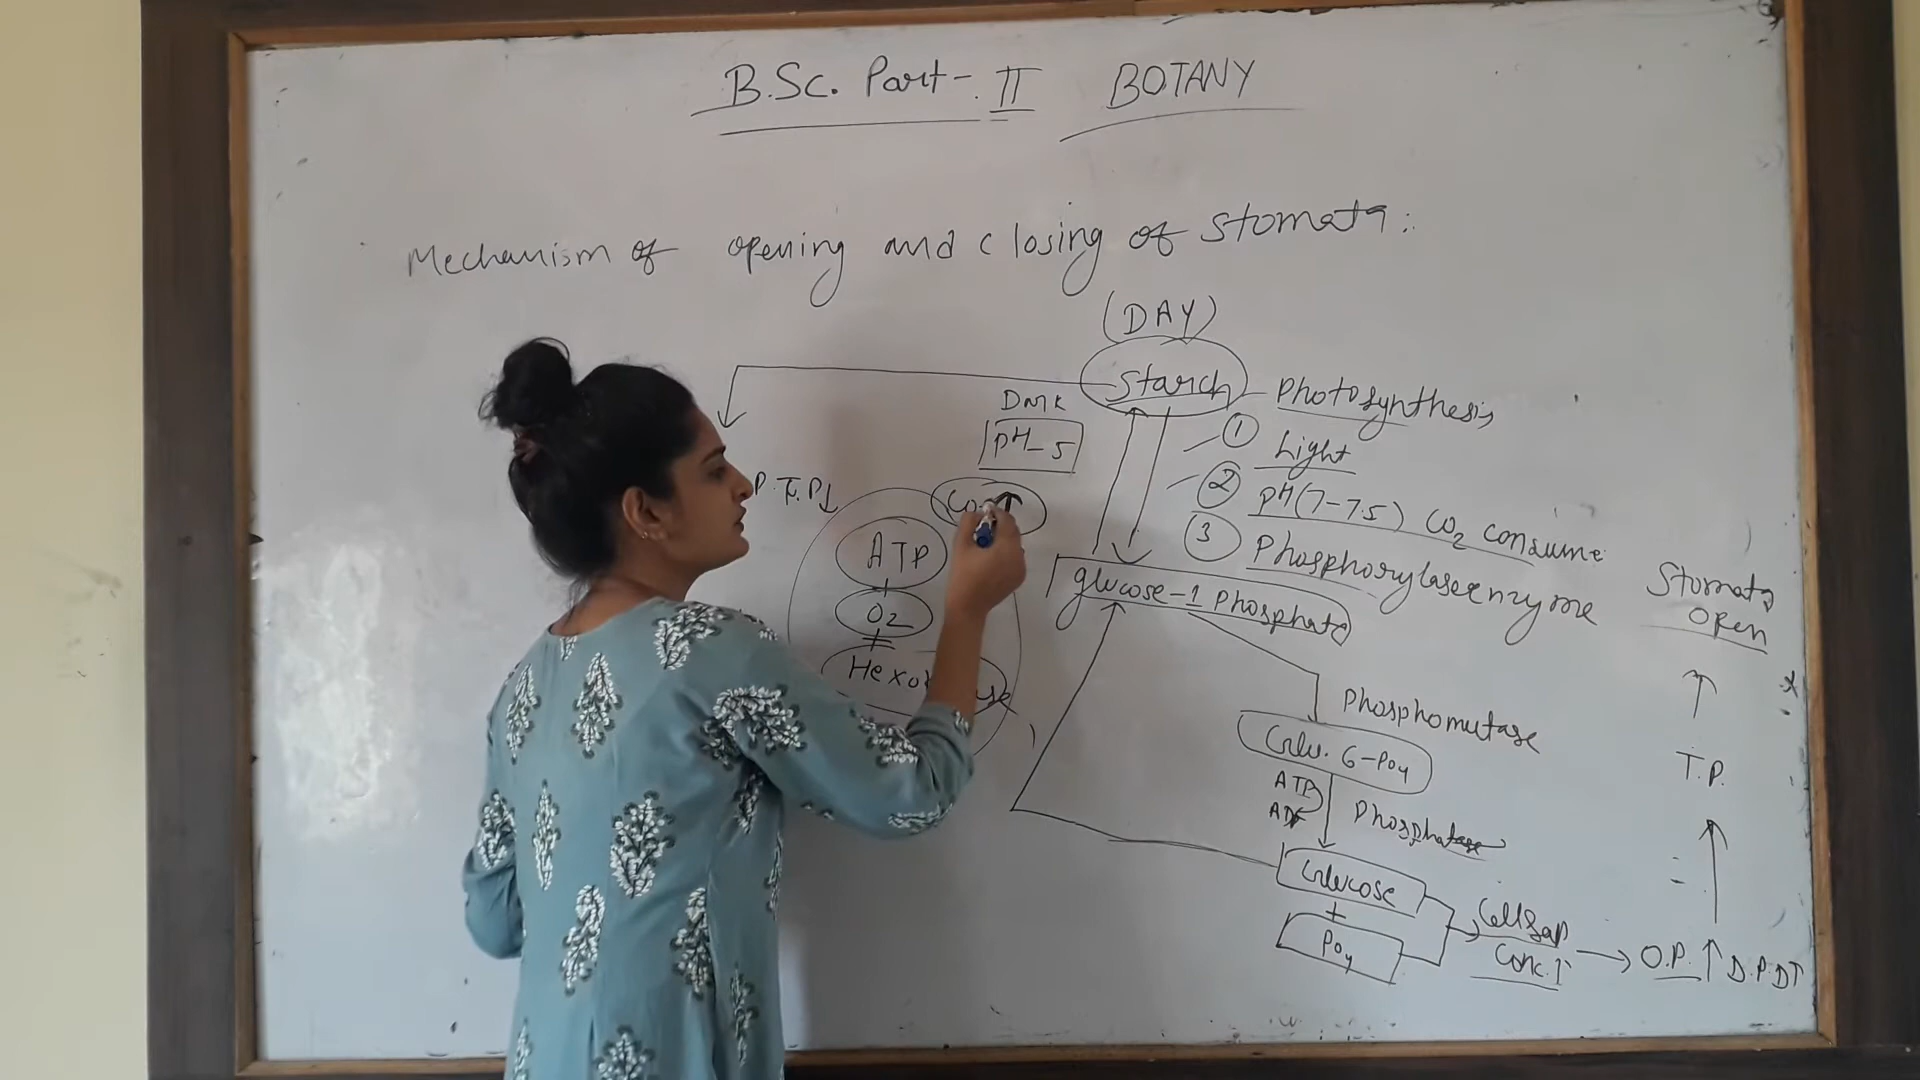 B.Sc. Part-II BOTANY
Mechanism of opening and closing of stomata:
(DAY)
Starch
Photosynthesis
① Light
② pH(7-7.5) CO2 consume
③ Phosphorylase enzyme
Dark
pH-5
T.P↓
ATP
+
O2
+
glucose-1 Phosphate
Phosphomutase
Glu. 6-PO4
ATP
Phosphatase
Glucose
+
PO4
Cell Sap
Conc.↑
O.P.↑ D.P.D↑
T.P.
Stomata
open